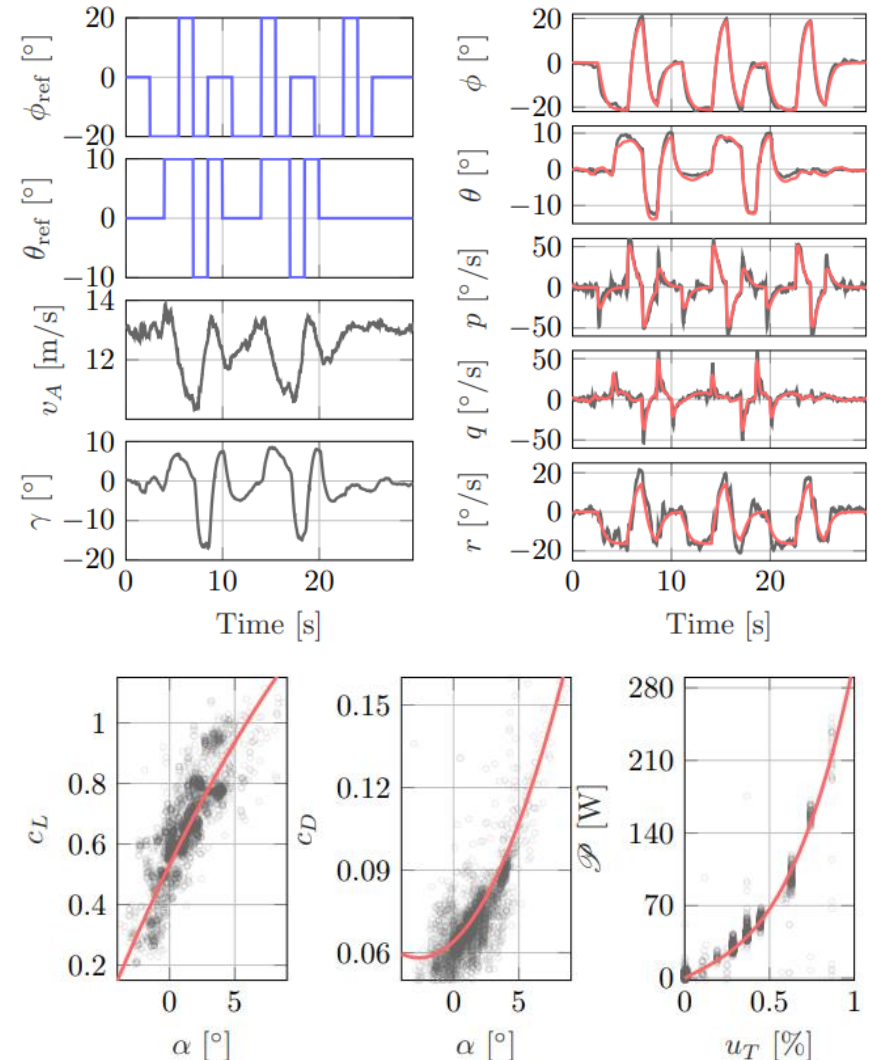 φref [°]
20
0
−20
θref [°]
10
0
−10
vA [m/s]
14
12
γ [°]
10
0
−10
−20
0 10 20
Time [s]
φ [°]
20
0
−20
θ [°]
10
0
−10
p [°/s]
50
0
−50
q [°/s]
50
0
−50
r [°/s]
20
0
−20
0 10 20
Time [s]
cL
1
0.8
0.6
0.4
0.2
0 5
α [°]
cD
0.15
0.12
0.09
0.06
0 5
α [°]
𝒫 [W]
280
210
140
70
0
0 0.5 1
uT [%]